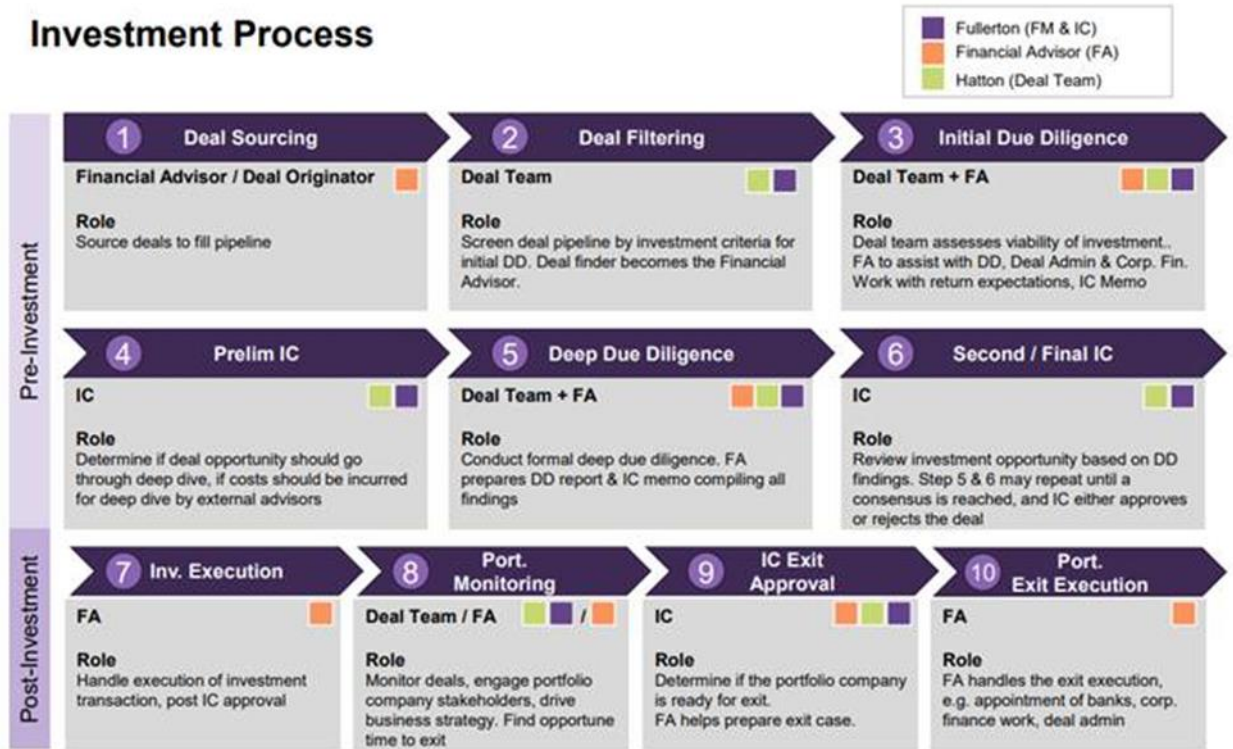 Investment Process
Fullerton (FM & IC)
Financial Advisor (FA)
Hatton (Deal Team)
Pre-Investment
1 Deal Sourcing
Financial Advisor / Deal Originator
Role
Source deals to fill pipeline
2 Deal Filtering
Deal Team
Role
Screen deal pipeline by investment criteria for
initial DD. Deal finder becomes the Financial
Advisor.
3 Initial Due Diligence
Deal Team + FA
Role
Deal team assesses viability of investment..
FA to assist with DD, Deal Admin & Corp. Fin.
Work with return expectations, IC Memo
4 Prelim IC
IC
Role
Determine if deal opportunity should go
through deep dive, if costs should be incurred
for deep dive by external advisors
5 Deep Due Diligence
Deal Team + FA
Role
Conduct formal deep due diligence. FA
prepares DD report & IC memo compiling all
findings
6 Second / Final IC
IC
Role
Review investment opportunity based on DD
findings. Step 5 & 6 may repeat until a
consensus is reached, and IC either approves
or rejects the deal
Post-Investment
7 Inv. Execution
FA
Role
Handle execution of investment
transaction, post IC approval
8 Port.
Monitoring
Deal Team / FA /
Role
Monitor deals, engage portfolio
company stakeholders, drive
business strategy. Find opportune
time to exit
9 IC Exit
Approval
IC
Role
Determine if the portfolio company
is ready for exit.
FA helps prepare exit case.
10 Port.
Exit Execution
FA
Role
FA handles the exit execution,
e.g. appointment of banks, corp.
finance work, deal admin